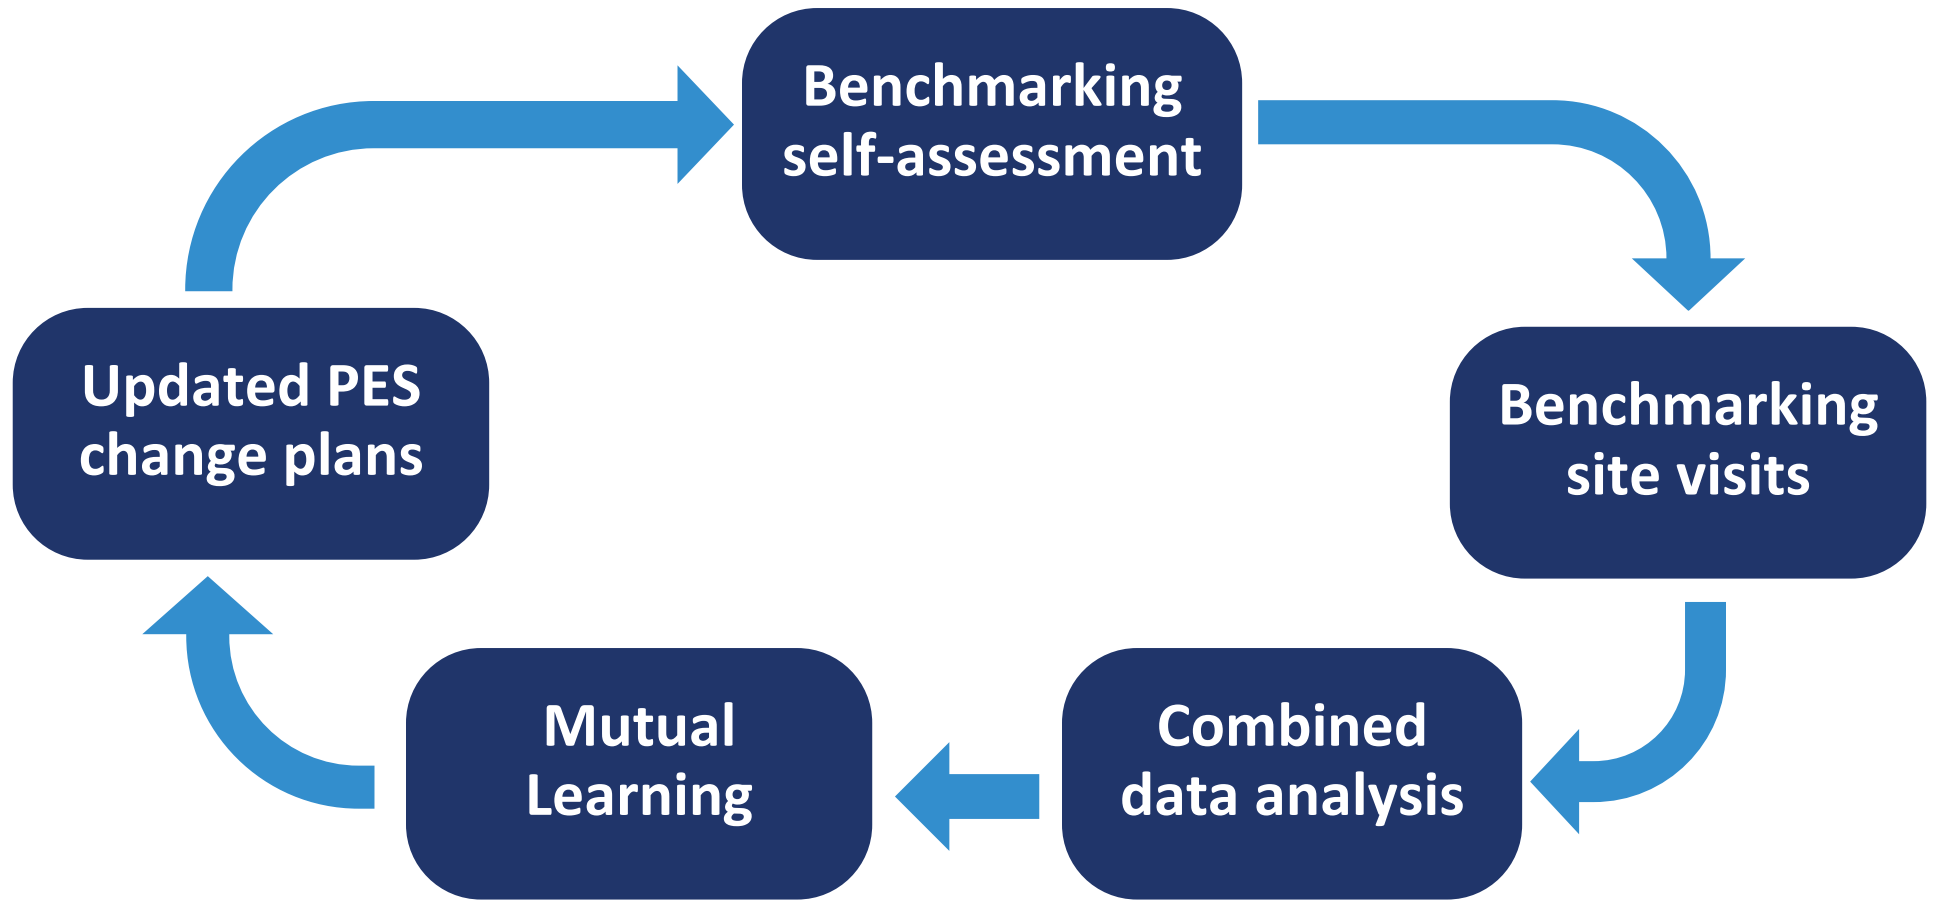 Benchmarking
self-assessment
Benchmarking
site visits
Combined
data analysis
Mutual
Learning
Updated PES
change plans